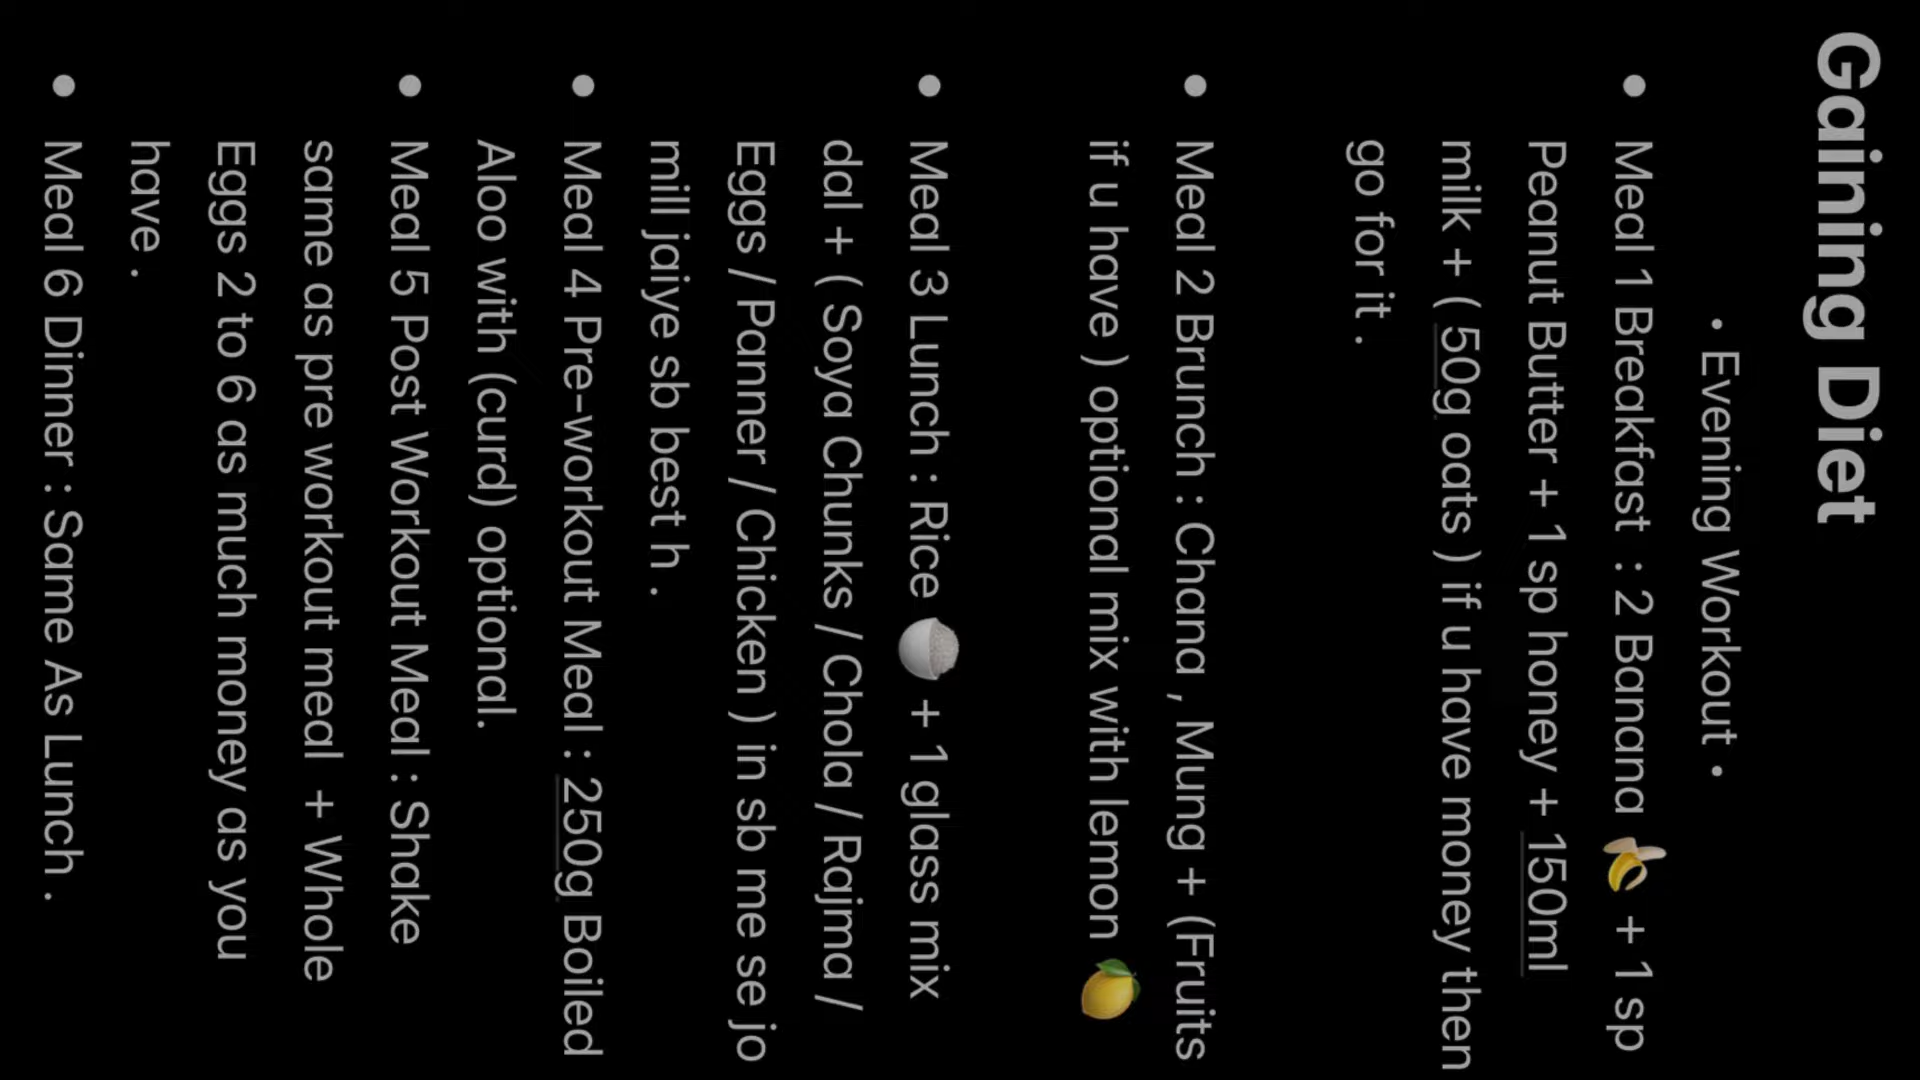 Gaining Diet
• Evening Workout •
• Meal 1 Breakfast : 2 Banana 🍌 + 1 sp
Peanut Butter + 1 sp honey + 150ml
milk + ( 50g oats ) if u have money then
go for it .
• Meal 2 Brunch : Chana , Mung + (Fruits
if u have ) optional mix with lemon 🍋
• Meal 3 Lunch : Rice 🍚 + 1 glass mix
dal + ( Soya Chunks / Chola / Rajma /
Eggs / Panner / Chicken ) in sb me se jo
mill jaiye sb best h .
• Meal 4 Pre-workout Meal : 250g Boiled
Aloo with (curd) optional.
• Meal 5 Post Workout Meal : Shake
same as pre workout meal + Whole
Eggs 2 to 6 as much money as you
have .
• Meal 6 Dinner : Same As Lunch .